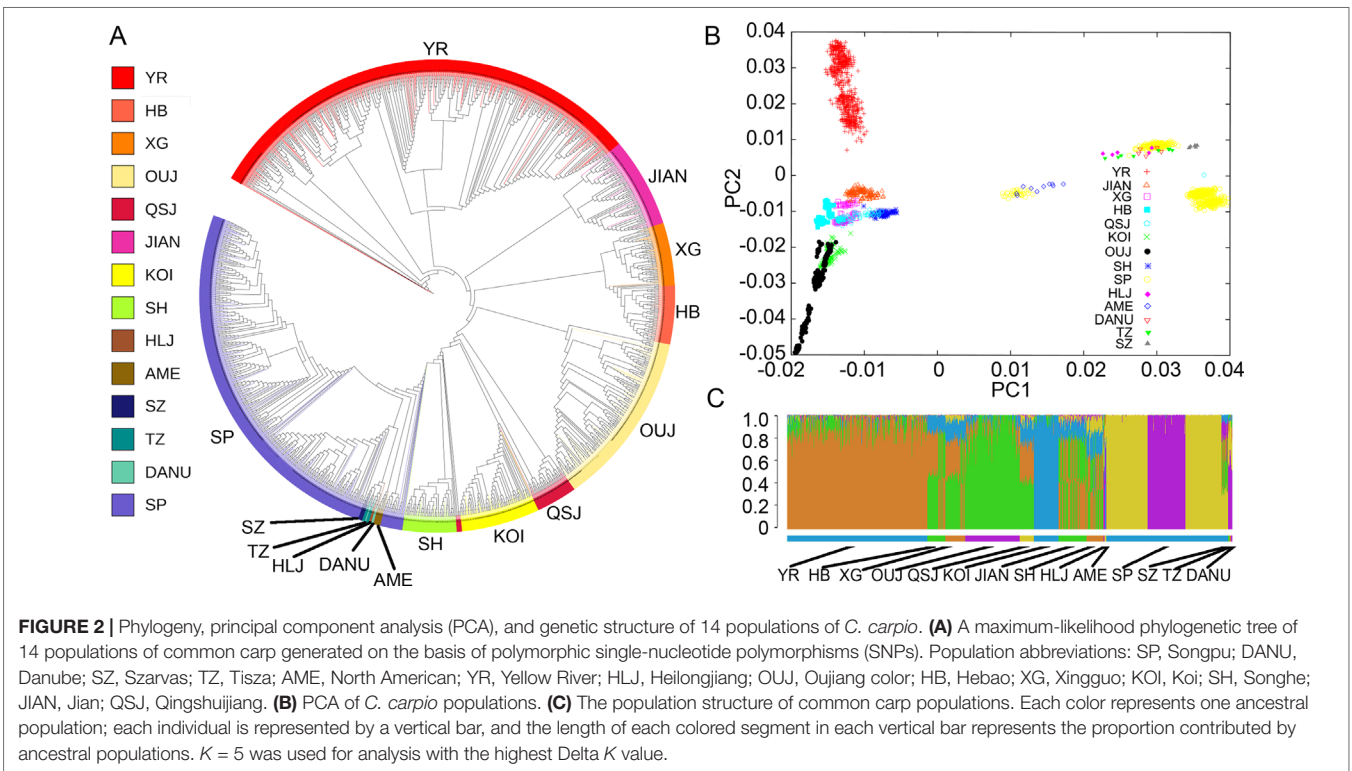 A
YR
HB
XG
OUJ
QSJ
JIAN
KOI
SH
HLJ
AME
SZ
TZ
DANU
SP
YR
JIAN
XG
HB
OUJ
QSJ
KOI
SH
AME
DANU
HLJ
TZ
SZ
SP
B
PC2
0.04
0.03
0.02
0.01
0
-0.01
-0.02
-0.03
-0.04
-0.05
-0.02
-0.01
0
0.01
0.02
0.03
0.04
PC1
YR
JIAN
XG
HB
QSJ
KOI
OUJ
SH
SP
HLJ
AME
DANU
TZ
SZ
C
1.0
0.8
0.6
0.4
0.2
0
YR HB XG OUJ QSJ KOI JIAN SH HLJ AME SP SZ TZ DANU
FIGURE 2 | Phylogeny, principal component analysis (PCA), and genetic structure of 14 populations of C. carpio. (A) A maximum-likelihood phylogenetic tree of
14 populations of common carp generated on the basis of polymorphic single-nucleotide polymorphisms (SNPs). Population abbreviations: SP, Songpu; DANU,
Danube; SZ, Szarvas; TZ, Tisza; AME, North American; YR, Yellow River; HLJ, Heilongjiang; OUJ, Oujiang color; HB, Hebao; XG, Xingguo; KOI, Koi; SH, Songhe;
JIAN, Jian; QSJ, Qingshuijiang. (B) PCA of C. carpio populations. (C) The population structure of common carp populations. Each color represents one ancestral
population; each individual is represented by a vertical bar, and the length of each colored segment in each vertical bar represents the proportion contributed by
ancestral populations. K = 5 was used for analysis with the highest Delta K value.